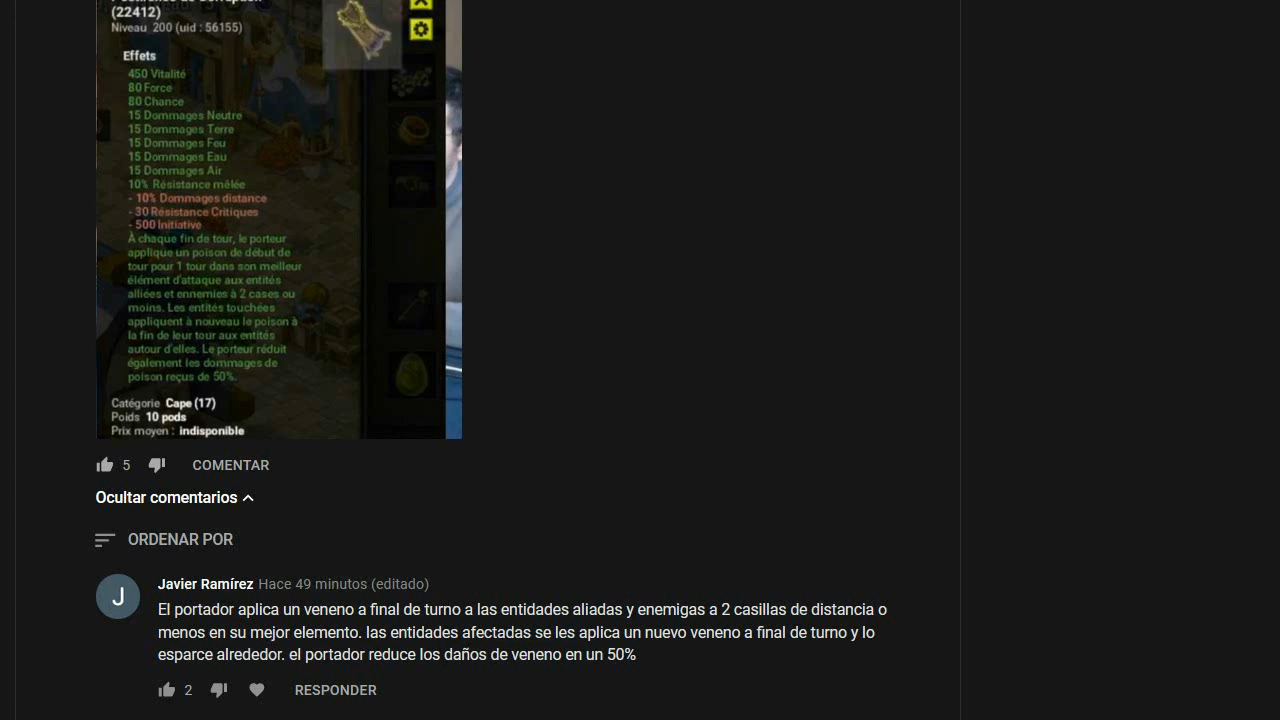 (22412)
Niveau 200 (uid : 56155)
Effets
450 Vitalité
80 Force
80 Chance
15 Dommages Neutre
15 Dommages Terre
15 Dommages Feu
15 Dommages Eau
15 Dommages Air
10% Résistance mêlée
- 10% Dommages distance
- 30 Résistance Critiques
- 500 Initiative
À chaque fin de tour, le porteur
applique un poison de début de
tour pour 1 tour dans son meilleur
élément d'attaque aux entités
alliées et ennemies à 2 cases ou
moins. Les entités touchées
appliquent à nouveau le poison à
la fin de leur tour aux entités
autour d'elles. Le porteur réduit
également les dommages de
poison reçus de 50%.
Catégorie Cape (17)
Poids 10 pods
Prix moyen : indisponible
5 COMENTAR
Ocultar comentarios
ORDENAR POR
J
Javier Ramírez Hace 49 minutos (editado)
El portador aplica un veneno a final de turno a las entidades aliadas y enemigas a 2 casillas de distancia o
menos en su mejor elemento. las entidades afectadas se les aplica un nuevo veneno a final de turno y lo
esparce alrededor. el portador reduce los daños de veneno en un 50%
2 RESPONDER